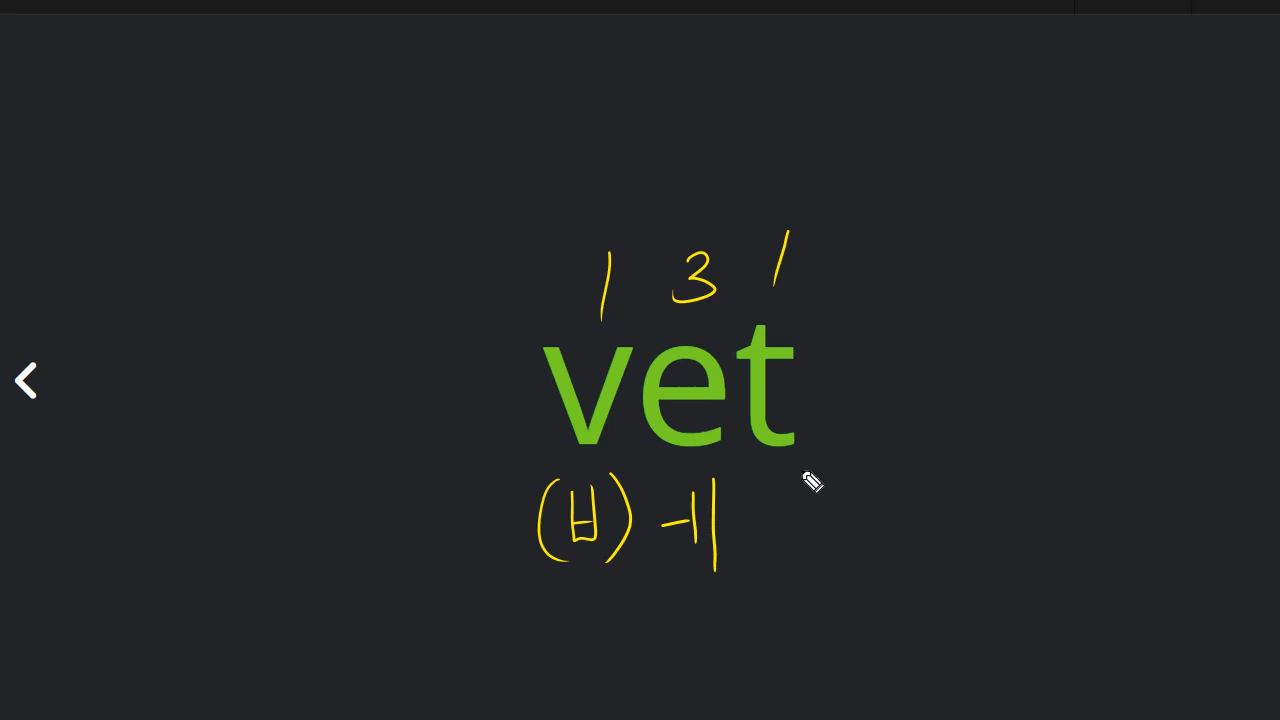 1 3 1
vet
(ㅂ) ㅔ